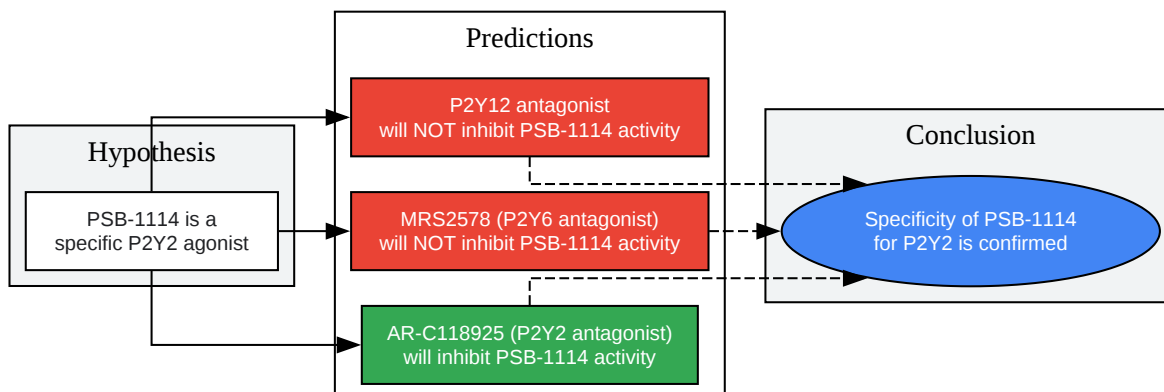 Hypothesis
PSB-1114 is a
specific P2Y2 agonist
Predictions
P2Y12 antagonist
will NOT inhibit PSB-1114 activity
MRS2578 (P2Y6 antagonist)
will NOT inhibit PSB-1114 activity
AR-C118925 (P2Y2 antagonist)
will inhibit PSB-1114 activity
Conclusion
Specificity of PSB-1114
for P2Y2 is confirmed